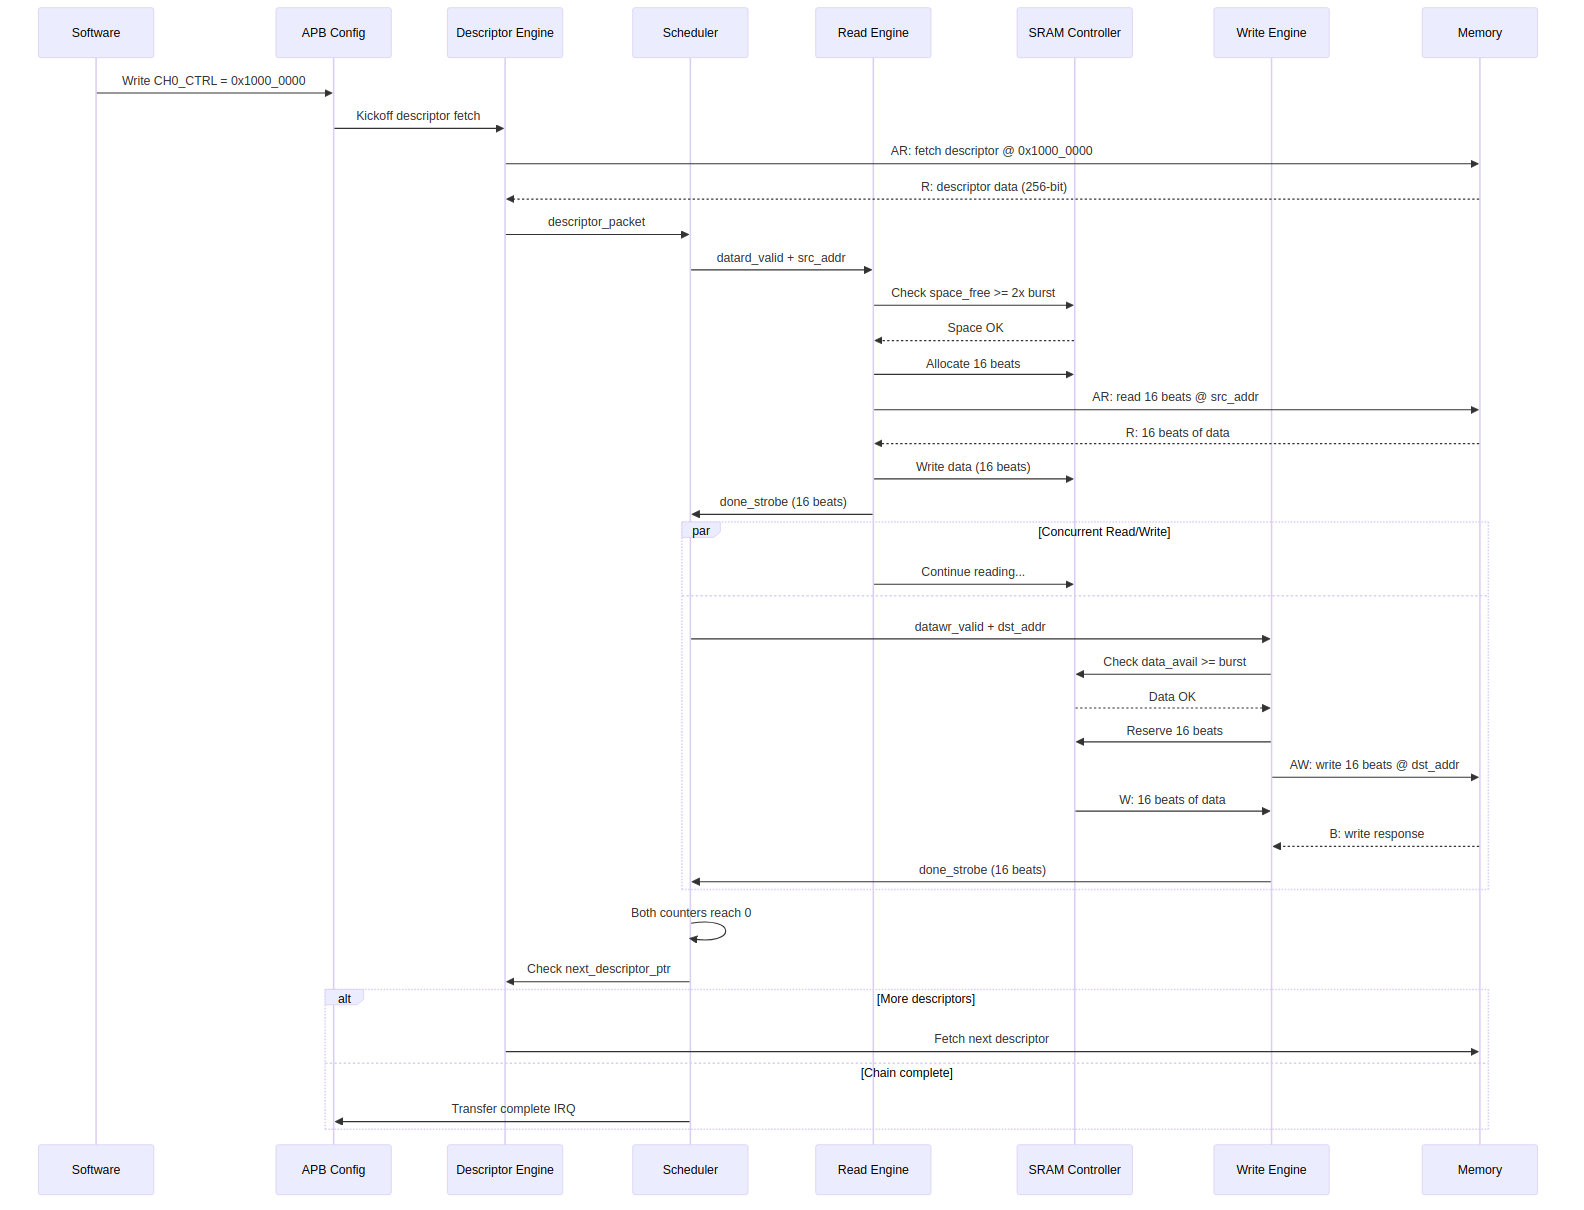 Software
APB Config
Descriptor Engine
Scheduler
Read Engine
SRAM Controller
Write Engine
Memory
Write CH0_CTRL = 0x1000_0000
Kickoff descriptor fetch
AR: fetch descriptor @ 0x1000_0000
R: descriptor data (256-bit)
descriptor_packet
datard_valid + src_addr
Check space_free >= 2x burst
Space OK
Allocate 16 beats
AR: read 16 beats @ src_addr
R: 16 beats of data
Write data (16 beats)
done_strobe (16 beats)
par
[Concurrent Read/Write]
Continue reading...
datawr_valid + dst_addr
Check data_avail >= burst
Data OK
Reserve 16 beats
AW: write 16 beats @ dst_addr
W: 16 beats of data
B: write response
done_strobe (16 beats)
Both counters reach 0
Check next_descriptor_ptr
alt
[More descriptors]
Fetch next descriptor
[Chain complete]
Transfer complete IRQ
Software
APB Config
Descriptor Engine
Scheduler
Read Engine
SRAM Controller
Write Engine
Memory